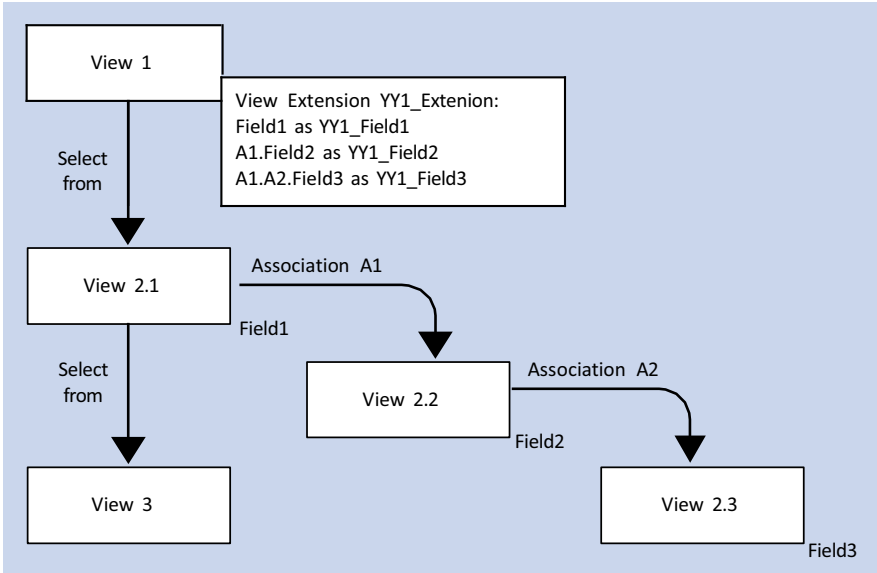 View 1
View Extension YY1_Extenion:
Field1 as YY1_Field1
A1.Field2 as YY1_Field2
A1.A2.Field3 as YY1_Field3
Select
from
View 2.1
Association A1
Field1
Select
from
View 2.2
Association A2
Field2
View 3
View 2.3
Field3